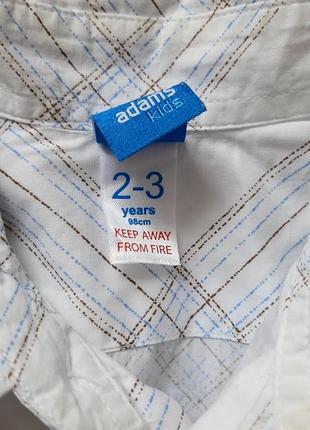 adams
kids
2-3
years
98cm
KEEP AWAY
FROM FIRE